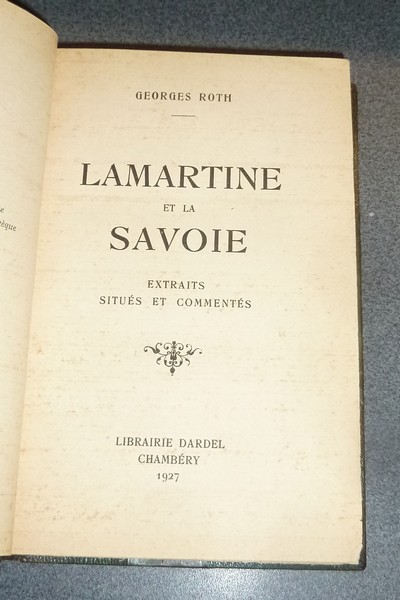 GEORGES ROTH
LAMARTINE
ET LA
SAVOIE
EXTRAITS
SITUÉS ET COMMENTÉS
LIBRAIRIE DARDEL
CHAMBÉRY
1927